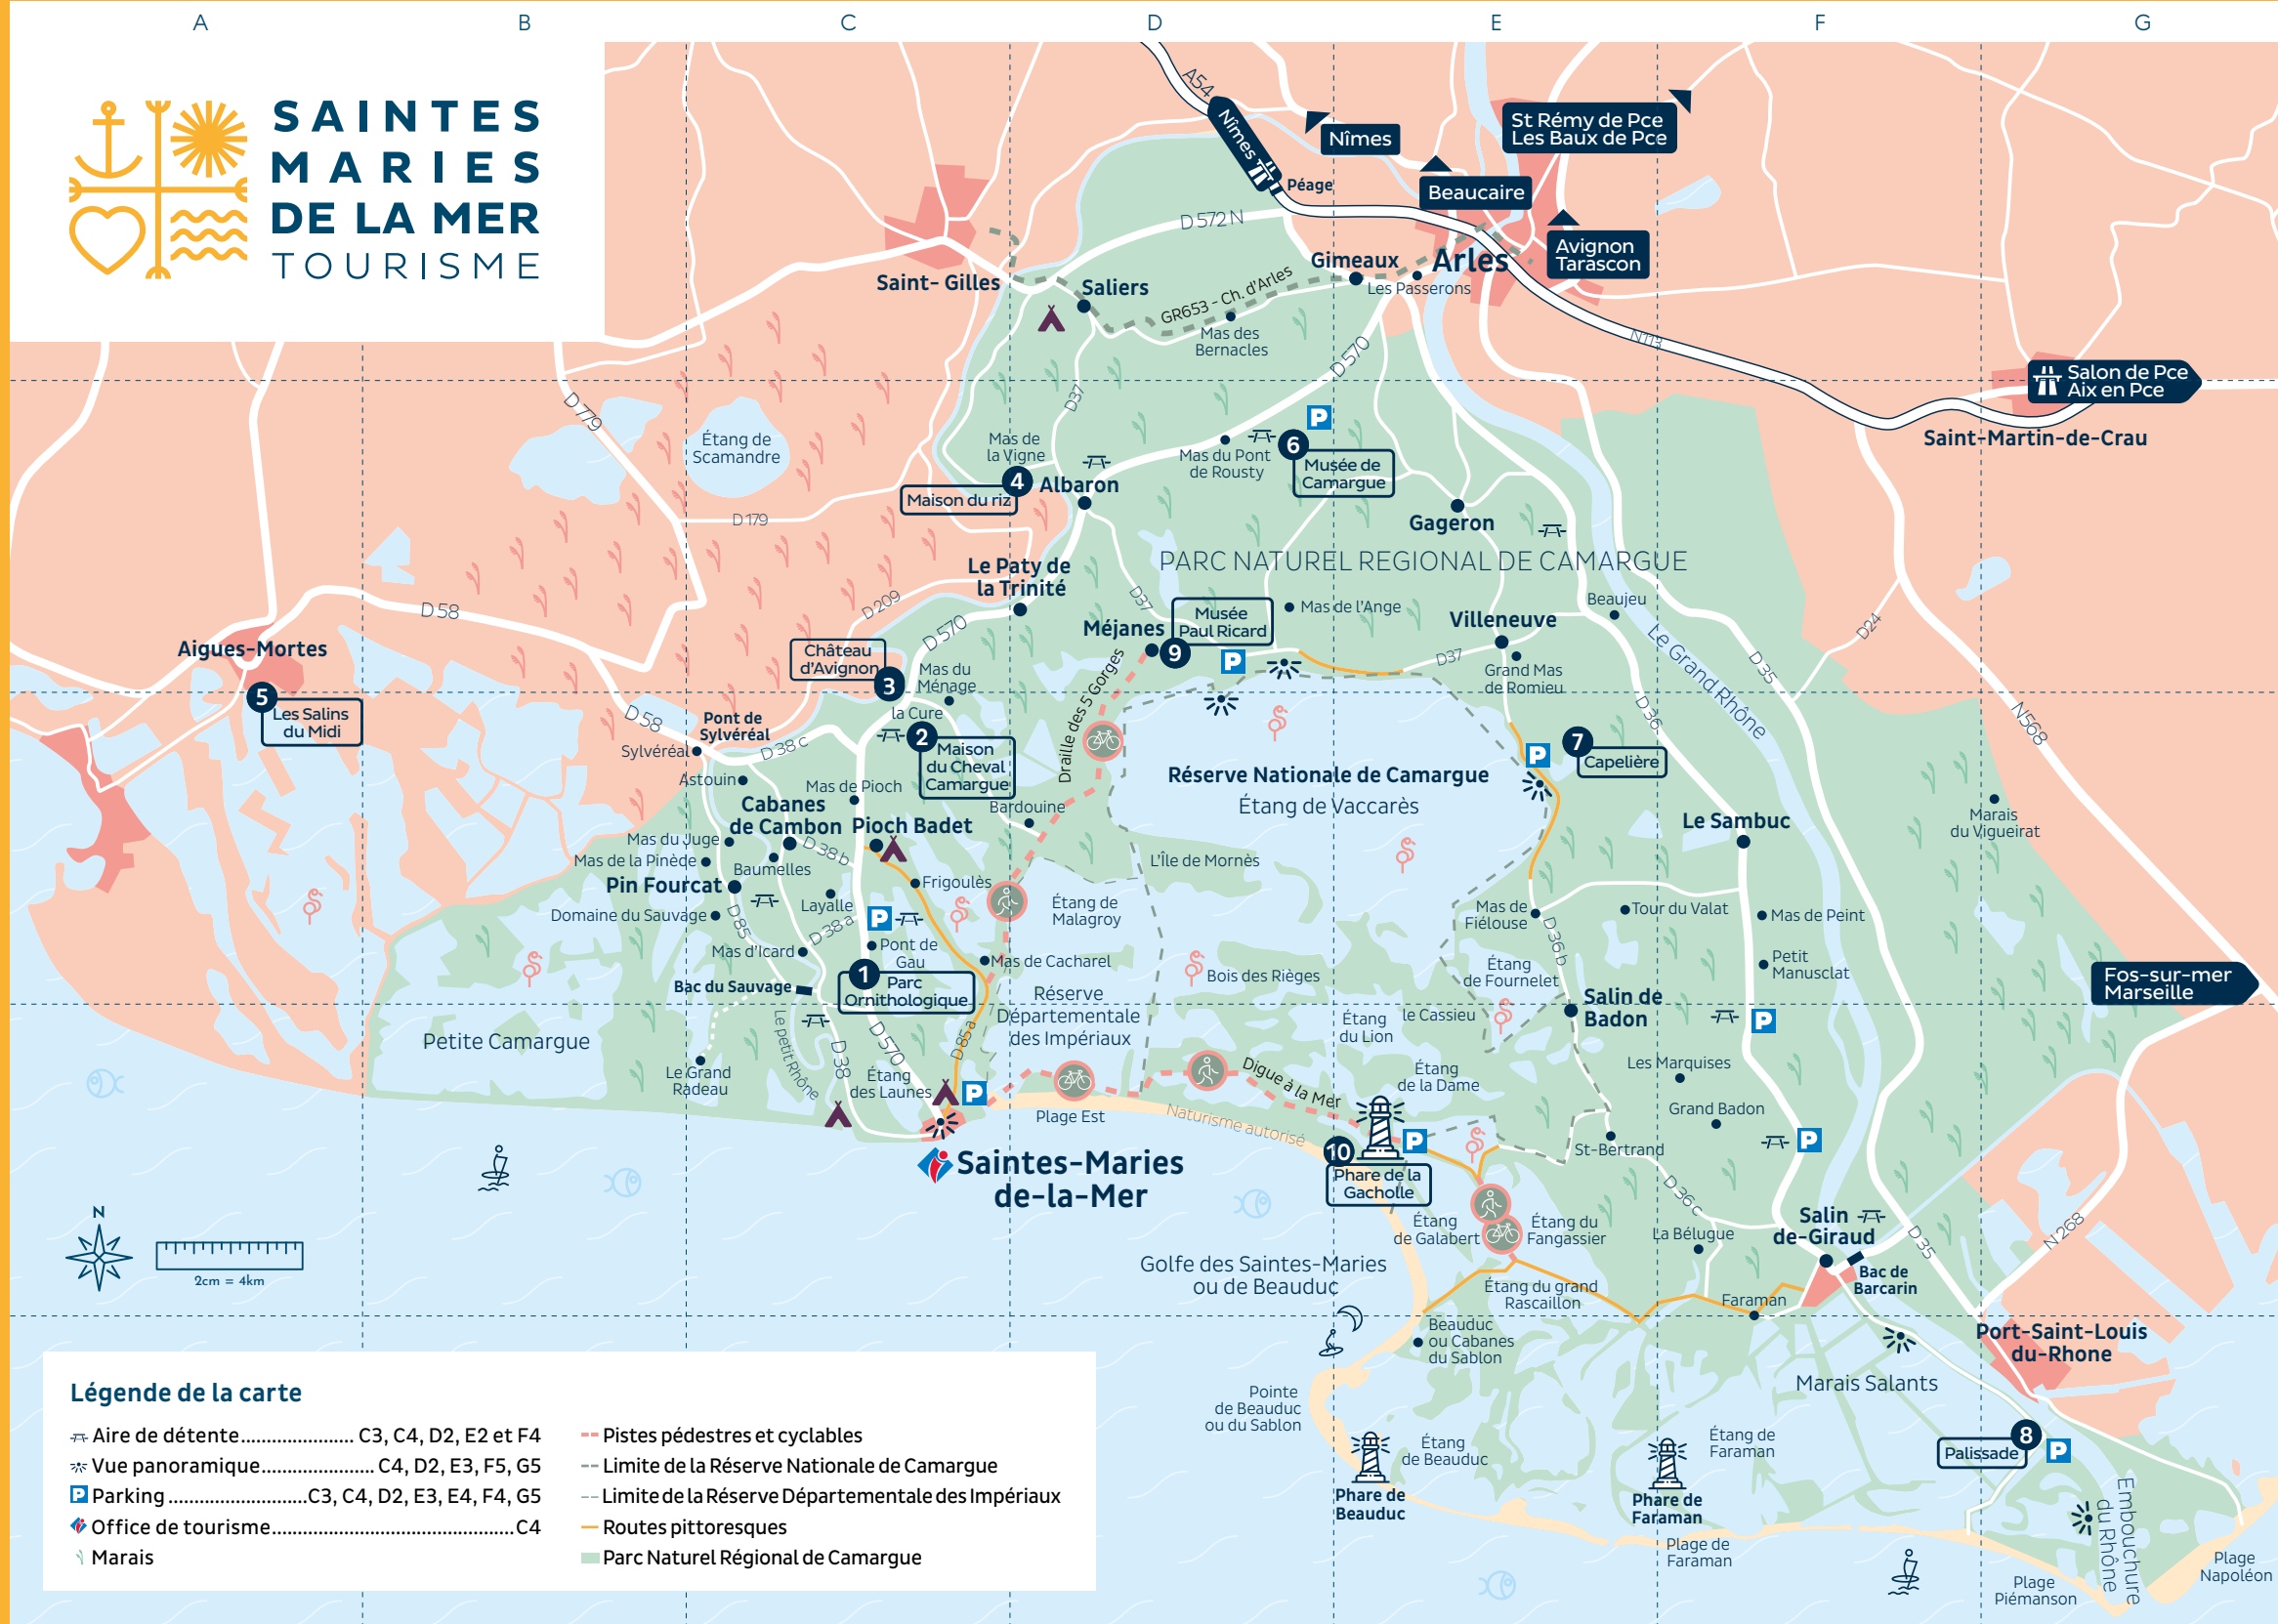 A B C D E F G
SAINTES
MARIES
DE LA MER
TOURISME
A54
Nîmes
Nîmes
Péage
St Rémy de Pce
Les Baux de Pce
Beaucaire
Avignon
Tarascon
D 572 N
Saint- Gilles
Saliers
Gimeaux
Arles
Les Passerons
GR653 - Ch. d'Arles
Mas des
Bernacles
D 570
N113
Salon de Pce
Aix en Pce
Saint-Martin-de-Crau
D37
D 779
Étang de
Scamandre
Mas de
la Vigne
4
Maison du riz
Albaron
Mas du Pont
de Rousty
6
P
Musée de
Camargue
Gageron
D 179
PARC NATUREL REGIONAL DE CAMARGUE
Le Paty de
la Trinité
D 209
D 570
D37
D 58
Aigues-Mortes
Château
d'Avignon
3
Mas du
Ménage
Méjanes
9
Musée
Paul Ricard
P
Mas de l'Ange
Villeneuve
Beaujeu
D37
Grand Mas
de Romieu
Le Grand Rhône
D 35
D24
D 36
N568
5
Les Salins
du Midi
D 58
Pont de
Sylvéréal
Sylvéréal
D 38 c
la Cure
2
Maison
du Cheval
Camargue
Draille des 5 Gorges
Réserve Nationale de Camargue
Étang de Vaccarès
P
7
Capelière
Astouin
Mas de Pioch
Cabanes
de Cambon
Pioch Badet
Bardouine
Le Sambuc
Marais
du Vigueirat
Mas du Juge
Mas de la Pinède
Baumelles
D 38 b
Pin Fourcat
Frigoulès
L'Île de Mornès
Domaine du Sauvage
D 85
Layalle
D 38 a
P
Étang de
Malagroy
Mas de
Fiélouse
D 36 b
Tour du Valat
Mas de Peint
Mas d'Icard
Pont de
Gau
Mas de Cacharel
Bois des Rièges
Petit
Manusclat
Étang
de Fournelet
Bac du Sauvage
1
Parc
Ornithologique
Réserve
Départementale
des Impériaux
Salin de
Badon
Fos-sur-mer
Marseille
Étang
du Lion
le Cassieu
P
Petite Camargue
Le petit Rhône
D 38
D 570
D 85a
Le Grand
Radeau
Étang
des Launes
P
Plage Est
Digue à la Mer
Naturisme autorisé
Étang
de la Dame
Les Marquises
Grand Badon
P
St-Bertrand
Saintes-Maries
de-la-Mer
10
P
Phare de la
Gacholle
D 36 c
Étang
de Galabert
Étang du
Fangassier
La Bélugue
Salin
de-Giraud
Bac de
Barcarin
D 35
N 268
N
2cm = 4km
Golfe des Saintes-Maries
ou de Beauduc
Étang du grand
Rascaillon
Faraman
Beauduc
ou Cabanes
du Sablon
Port-Saint-Louis
du-Rhone
Marais Salants
Pointe
de Beauduc
ou du Sablon
Étang
de Beauduc
Étang de
Faraman
8
Palissade
P
Phare de
Beauduc
Phare de
Faraman
Plage de
Faraman
Embouchure
du Rhône
Plage
Piémanson
Plage
Napoléon
Légende de la carte
Aire de détente...................... C3, C4, D2, E2 et F4
Vue panoramique...................... C4, D2, E3, F5, G5
P Parking ...........................C3, C4, D2, E3, E4, F4, G5
Office de tourisme...............................................C4
Marais
Pistes pédestres et cyclables
Limite de la Réserve Nationale de Camargue
Limite de la Réserve Départementale des Impériaux
Routes pittoresques
Parc Naturel Régional de Camargue